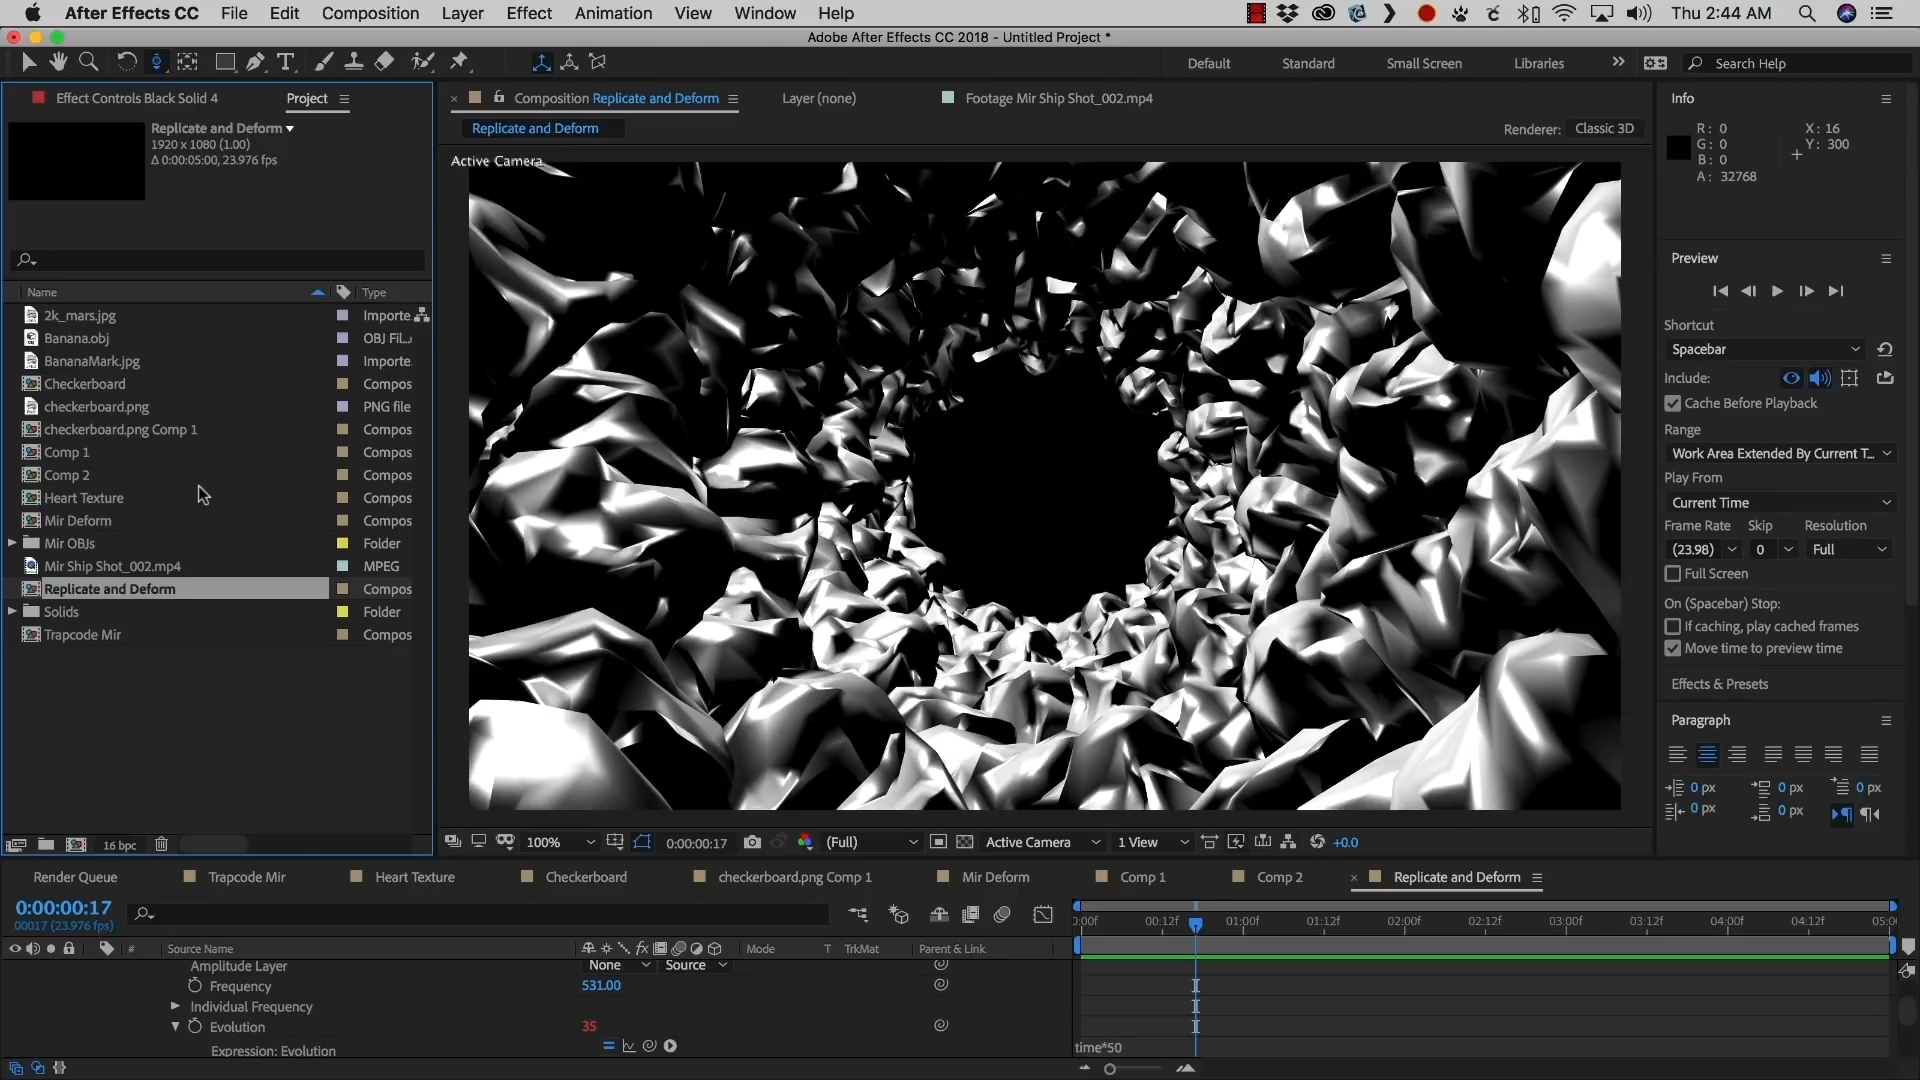 After Effects CC File Edit Composition Layer Effect Animation View Window Help Thu 2:44 AM
Adobe After Effects CC 2018 - Untitled Project *
Default Standard Small Screen Libraries Search Help
Effect Controls Black Solid 4 Project
Replicate and Deform
1920 x 1080 (1.00)
Δ 0:00:05:00, 23.976 fps
Name Type
2k_mars.jpg Importe
Banana.obj OBJ Fil...
BananaMark.jpg Importe
Checkerboard Compos
checkerboard.png PNG file
checkerboard.png Comp 1 Compos
Comp 1 Compos
Comp 2 Compos
Heart Texture Compos
Mir Deform Compos
Mir OBJs Folder
Mir Ship Shot_002.mp4 MPEG
Replicate and Deform Compos
Solids Folder
Trapcode Mir Compos
16 bpc
Composition Replicate and Deform Layer (none) Footage Mir Ship Shot_002.mp4
Replicate and Deform Renderer: Classic 3D
Active Camera
100% 0:00:00:17 (Full) Active Camera 1 View +0.0
Info
R: 0 X: 16
G: 0 Y: 300
B: 0
A: 32768
Preview
Shortcut
Spacebar
Include:
Cache Before Playback
Range
Work Area Extended By Current T...
Play From
Current Time
Frame Rate Skip Resolution
(23.98) 0 Full
Full Screen
On (Spacebar) Stop:
If caching, play cached frames
Move time to preview time
Effects & Presets
Paragraph
0 px 0 px 0 px
0 px 0 px
Render Queue Trapcode Mir Heart Texture Checkerboard checkerboard.png Comp 1 Mir Deform Comp 1 Comp 2 Replicate and Deform
0:00:00:17
00017 (23.976 fps)
# Source Name Mode T TrkMat Parent & Link
0:00f 00:12f 01:00f 01:12f 02:00f 02:12f 03:00f 03:12f 04:00f 04:12f 05:0
Amplitude Layer None Source
Frequency 531.00
Individual Frequency
Evolution 35
Expression: Evolution time*50